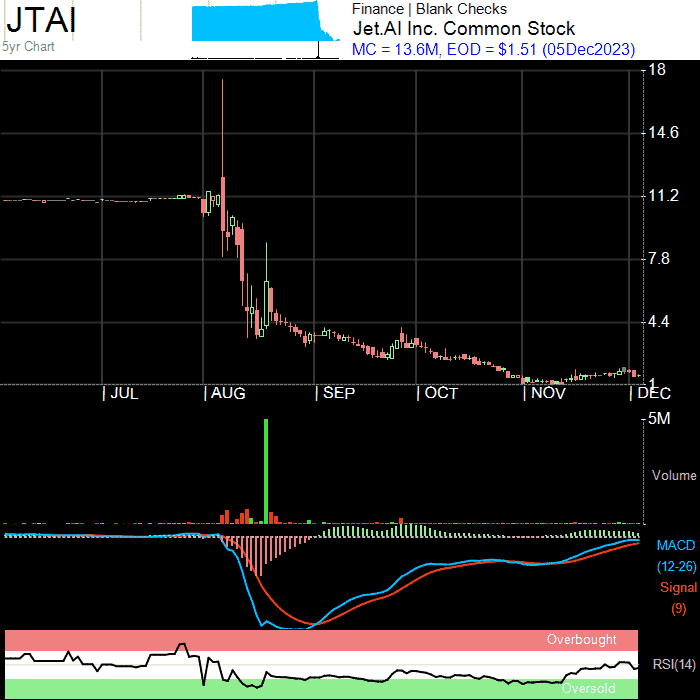 JTAI
5yr Chart
Finance | Blank Checks
Jet.AI Inc. Common Stock
MC = 13.6M, EOD = $1.51 (05Dec2023)
18
14.6
11.2
7.8
4.4
1
JUL AUG SEP OCT NOV DEC
5M
Volume
MACD
(12-26)
Signal
(9)
Overbought
RSI(14)
Oversold